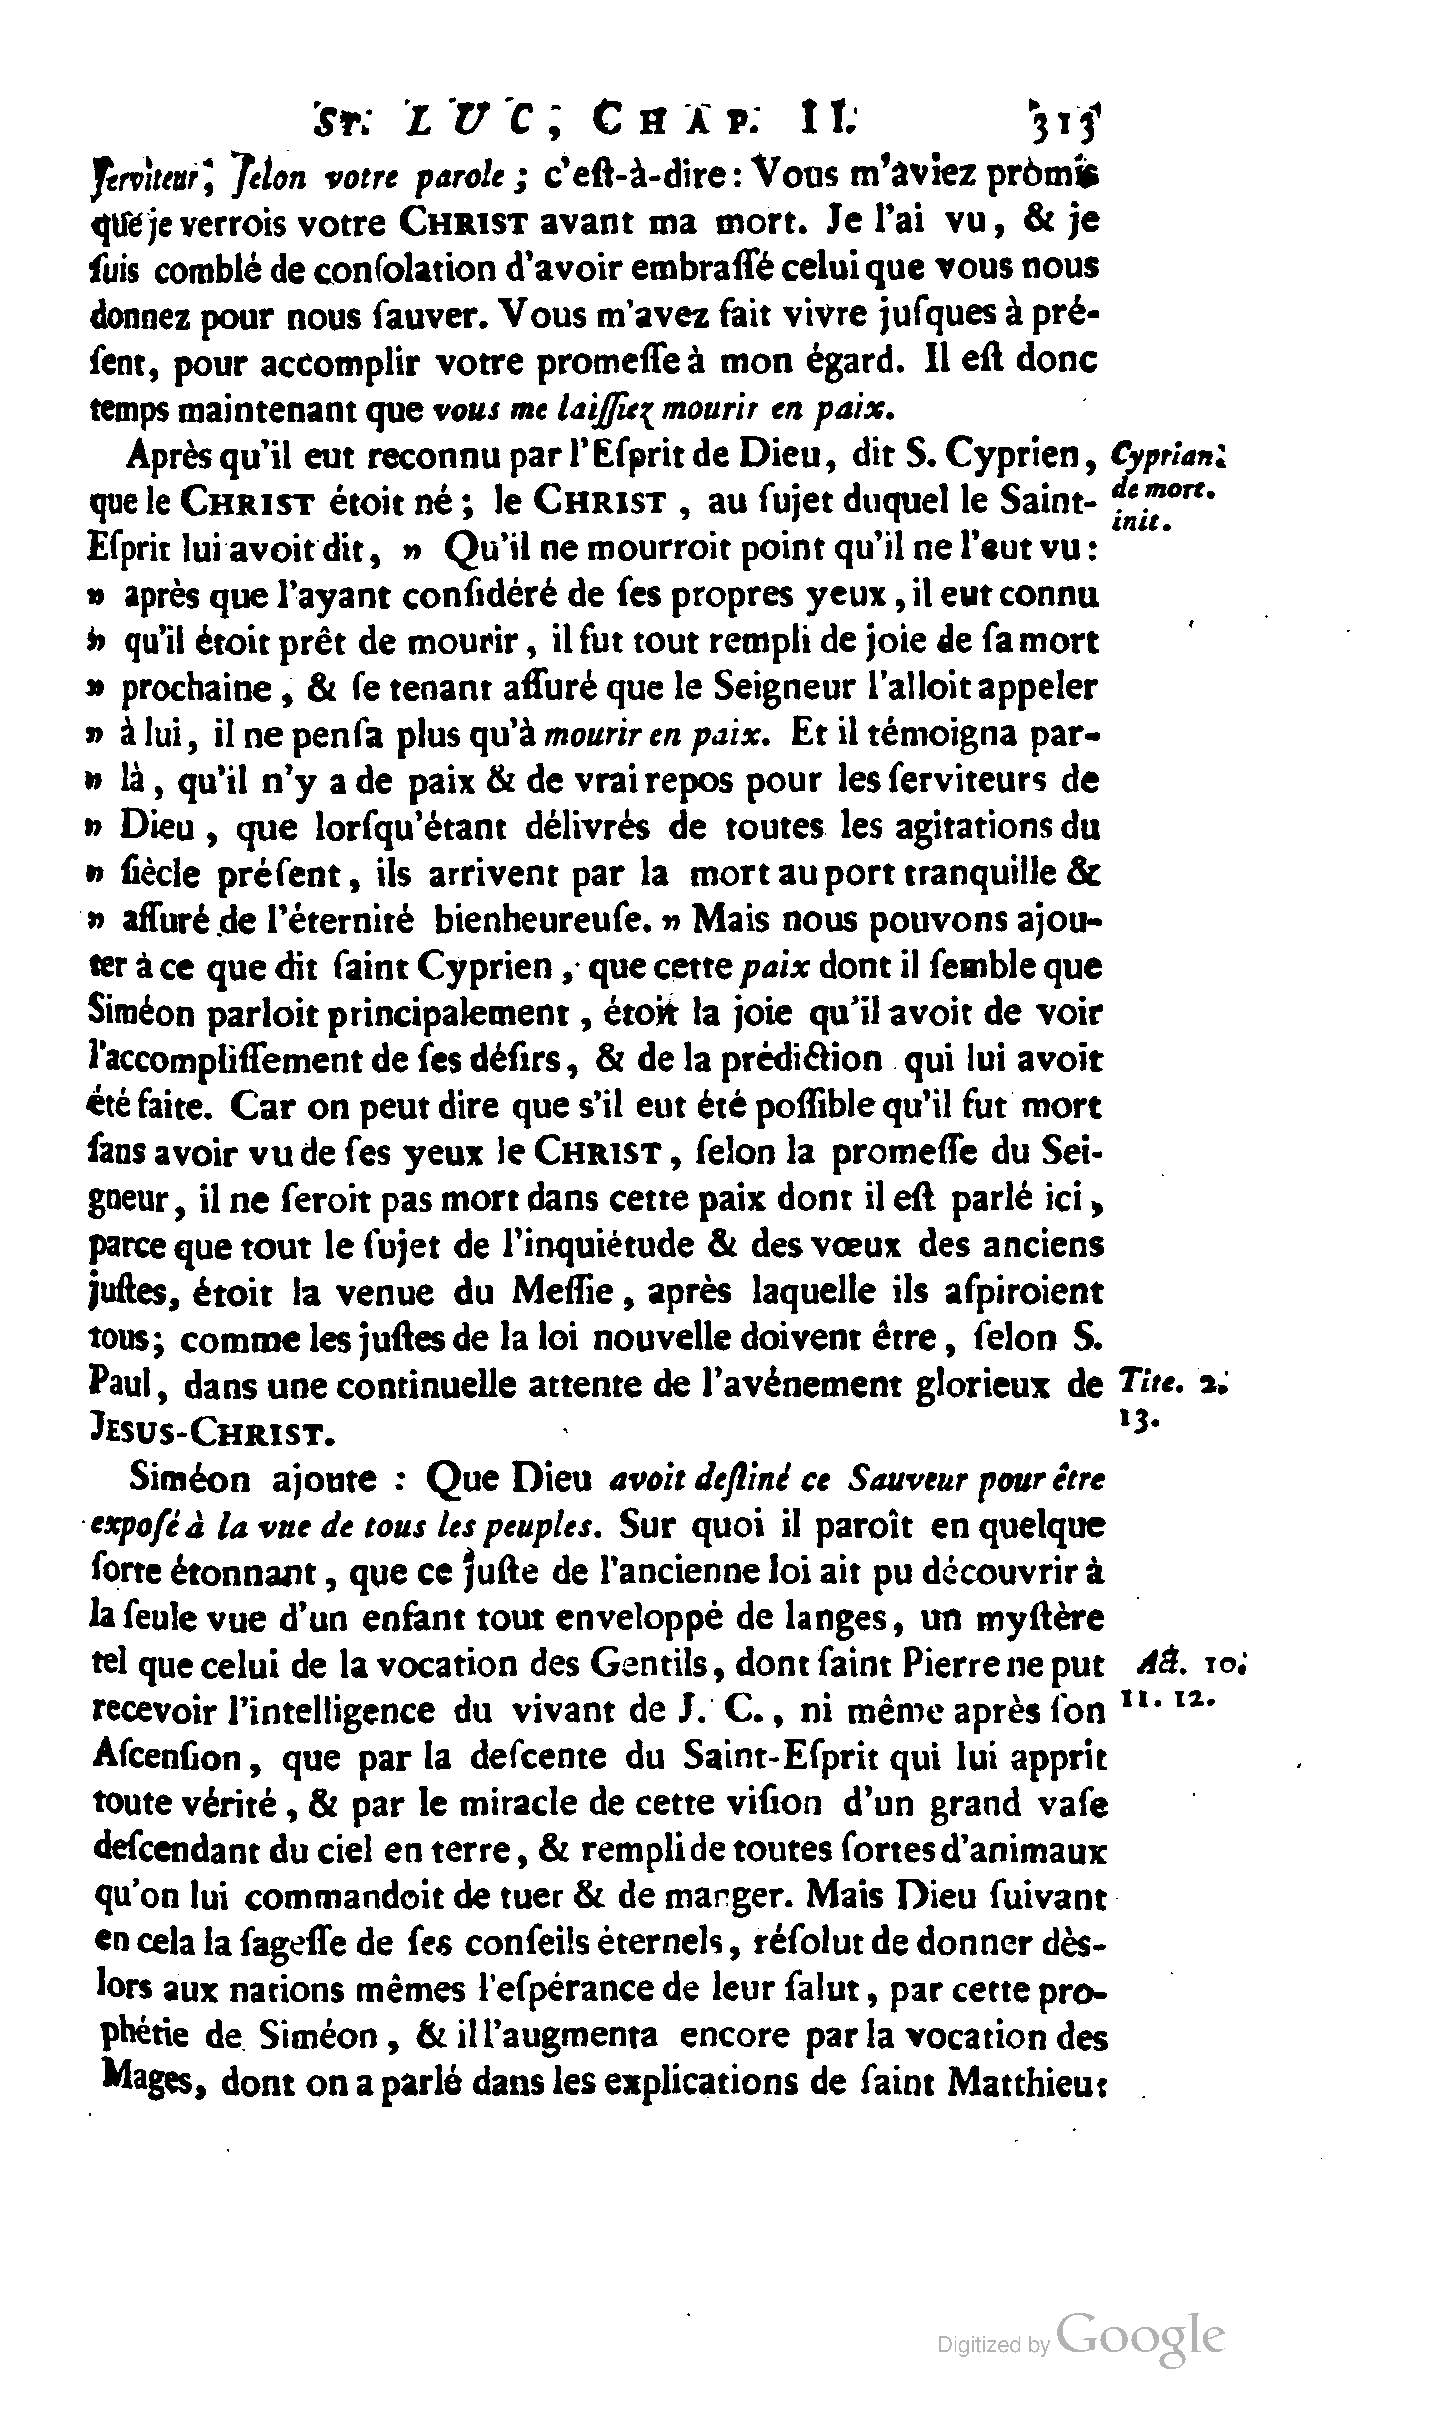 St. LUC, CHAP. II. 313
ſerviteur, ſelon votre parole ; c'eſt-à-dire : Vous m'aviez promis
que je verrois votre CHRIST avant ma mort. Je l'ai vu, & je
ſuis comblé de conſolation d'avoir embraſſé celui que vous nous
donnez pour nous ſauver. Vous m'avez fait vivre juſques à pré-
ſent, pour accomplir votre promeſſe à mon égard. Il eſt donc
temps maintenant que vous me laiſſiez mourir en paix.
Après qu'il eut reconnu par l'Eſprit de Dieu, dit S. Cyprien, Cyprian.
que le CHRIST étoit né ; le CHRIST , au ſujet duquel le Saint- de mort.
init.
Eſprit lui avoit dit, » Qu'il ne mourroit point qu'il ne l'eut vu :
» après que l'ayant conſidéré de ſes propres yeux , il eut connu
» qu'il étoit prêt de mourir , il fut tout rempli de joie de ſa mort
» prochaine , & ſe tenant aſſuré que le Seigneur l'alloit appeler
» à lui, il ne penſa plus qu'à mourir en paix. Et il témoigna par-
» là , qu'il n'y a de paix & de vrai repos pour les ſerviteurs de
» Dieu , que lorſqu'étant délivrés de toutes les agitations du
» ſiècle préſent , ils arrivent par la mort au port tranquille &
» aſſuré de l'éternité bienheureuſe. » Mais nous pouvons ajou-
ter à ce que dit ſaint Cyprien , que cette paix dont il ſemble que
Siméon parloit principalement , étoit la joie qu'il avoit de voir
l'accompliſſement de ſes déſirs, & de la prédiction qui lui avoit
été faite. Car on peut dire que s'il eut été poſſible qu'il fut mort
ſans avoir vu de ſes yeux le CHRIST , ſelon la promeſſe du Sei-
gneur, il ne ſeroit pas mort dans cette paix dont il eſt parlé ici ,
parce que tout le ſujet de l'inquiétude & des vœux des anciens
juſtes, étoit la venue du Meſſie , après laquelle ils aſpiroient
tous ; comme les juſtes de la loi nouvelle doivent être , ſelon S.
Paul, dans une continuelle attente de l'avénement glorieux de Tite. 2.
JESUS-CHRIST. 13.
Siméon ajoute : Que Dieu avoit deſtiné ce Sauveur pour être
expoſé à la vue de tous les peuples. Sur quoi il paroît en quelque
ſorte étonnant , que ce juſte de l'ancienne loi ait pu découvrir à
la ſeule vue d'un enfant tout enveloppé de langes, un myſtère
tel que celui de la vocation des Gentils, dont ſaint Pierre ne put Act. 10.
recevoir l'intelligence du vivant de J. C. , ni même après ſon 11. 12.
Aſcenſion , que par la deſcente du Saint-Eſprit qui lui apprit
toute vérité , & par le miracle de cette viſion d'un grand vaſe
deſcendant du ciel en terre , & rempli de toutes ſortes d'animaux
qu'on lui commandoit de tuer & de manger. Mais Dieu ſuivant
en cela la ſageſſe de ſes conſeils éternels, réſolut de donner dès-
lors aux nations mêmes l'eſpérance de leur ſalut , par cette pro-
phétie de Siméon , & il l'augmenta encore par la vocation des
Mages, dont on a parlé dans les explications de ſaint Matthieu :
Digitized by Google